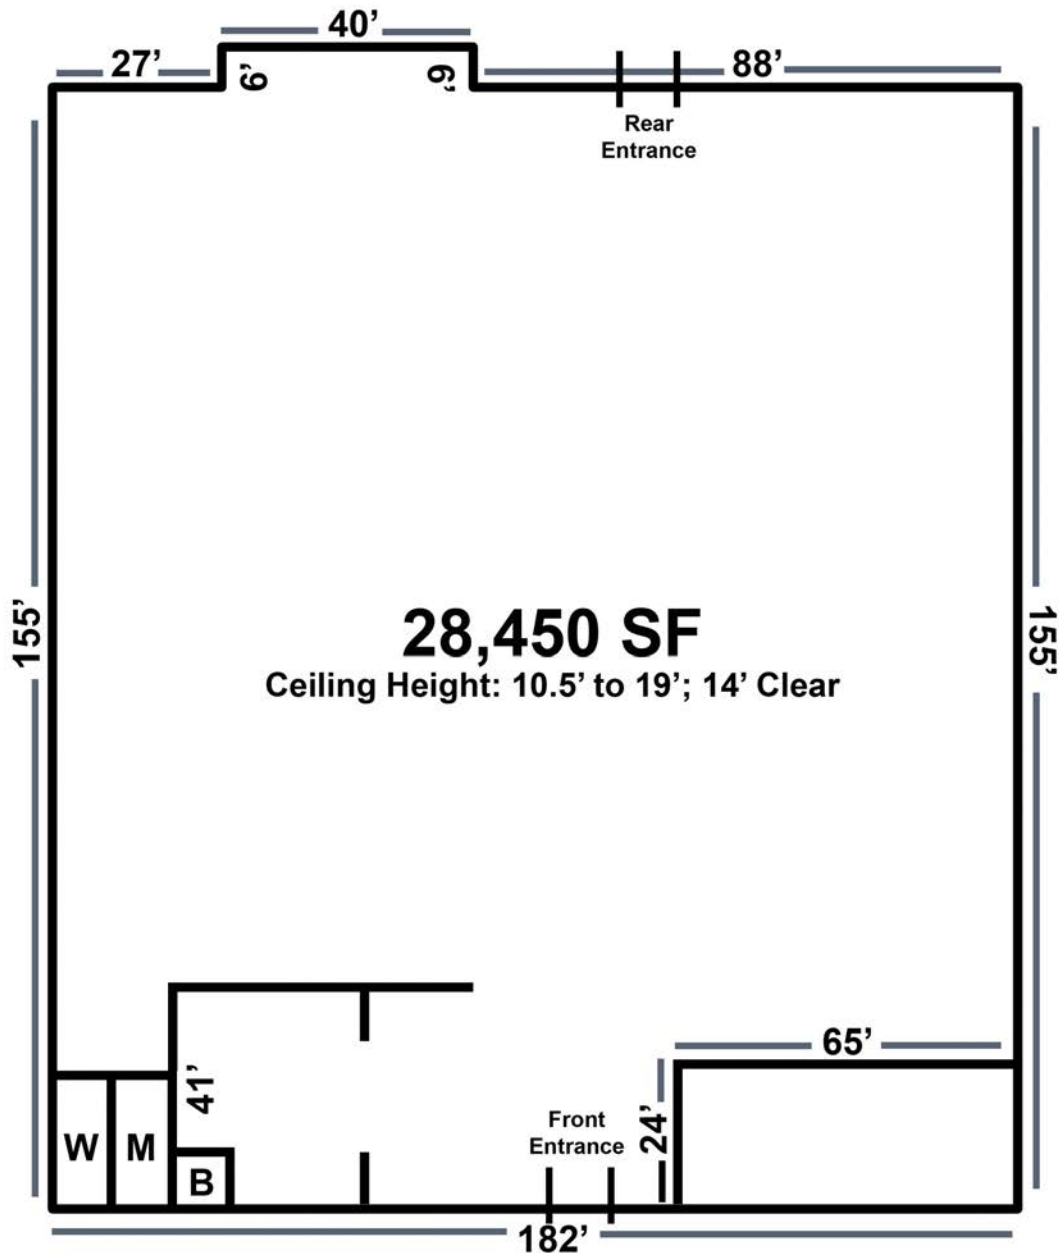 40’
27’
6’
6’
88’
Rear
Entrance
155’
155’
28,450 SF
Ceiling Height: 10.5’ to 19’; 14’ Clear
65’
41’
Front
Entrance
24’
W
M
B
182’